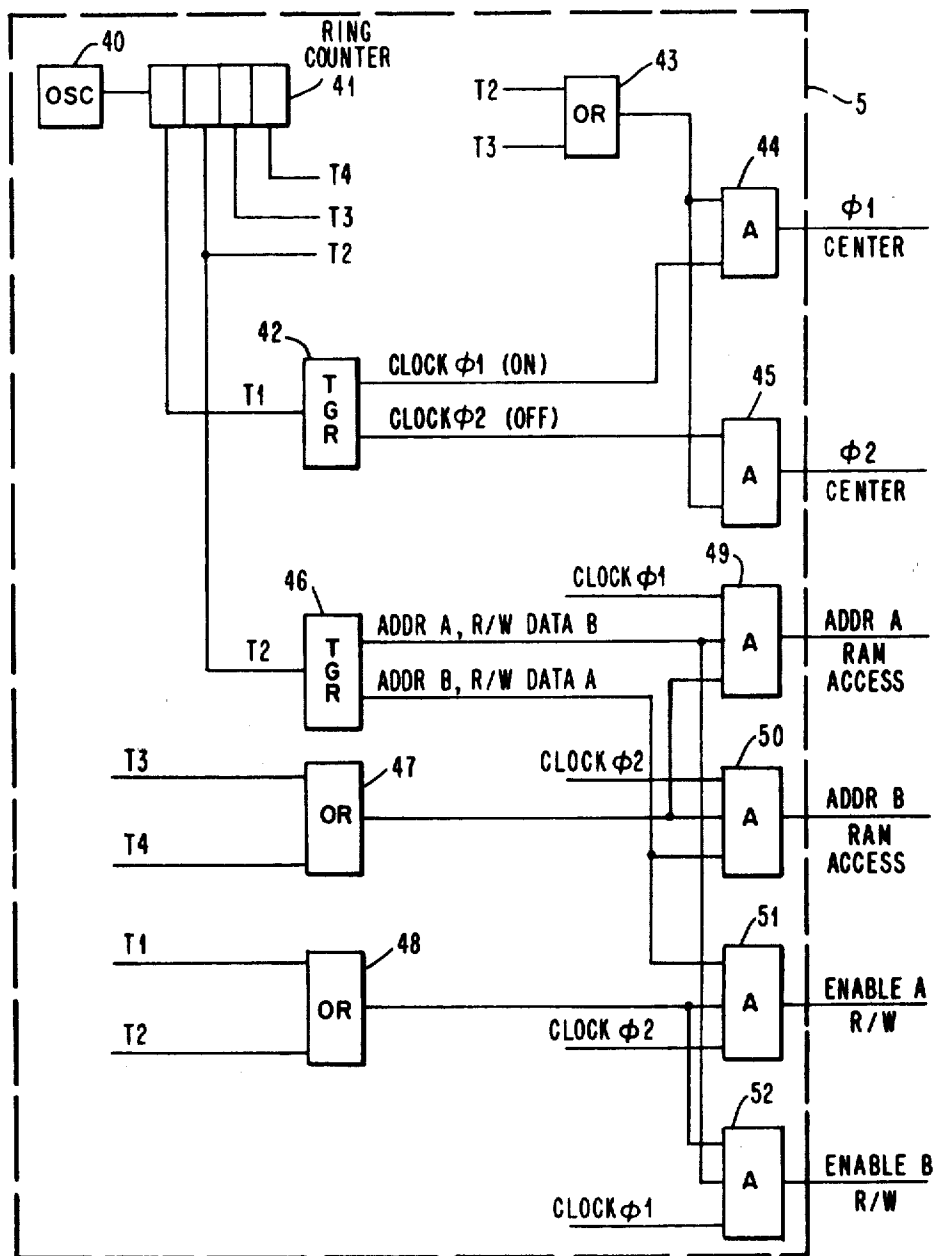 40
RING
COUNTER
43
OSC
41
T2
OR
5
T3
44
T4
A
Φ1
CENTER
T3
T2
42
CLOCK Φ1 (ON)
45
T1
TGR
CLOCK Φ2 (OFF)
A
Φ2
CENTER
49
CLOCK Φ1
46
ADDR A, R/W DATA B
A
ADDR A
RAM
ACCESS
T2
TGR
ADDR B, R/W DATA A
50
T3
47
CLOCK Φ2
OR
A
ADDR B
RAM
ACCESS
T4
51
T1
48
OR
A
ENABLE A
R/W
T2
CLOCK Φ2
52
A
ENABLE B
R/W
CLOCK Φ1